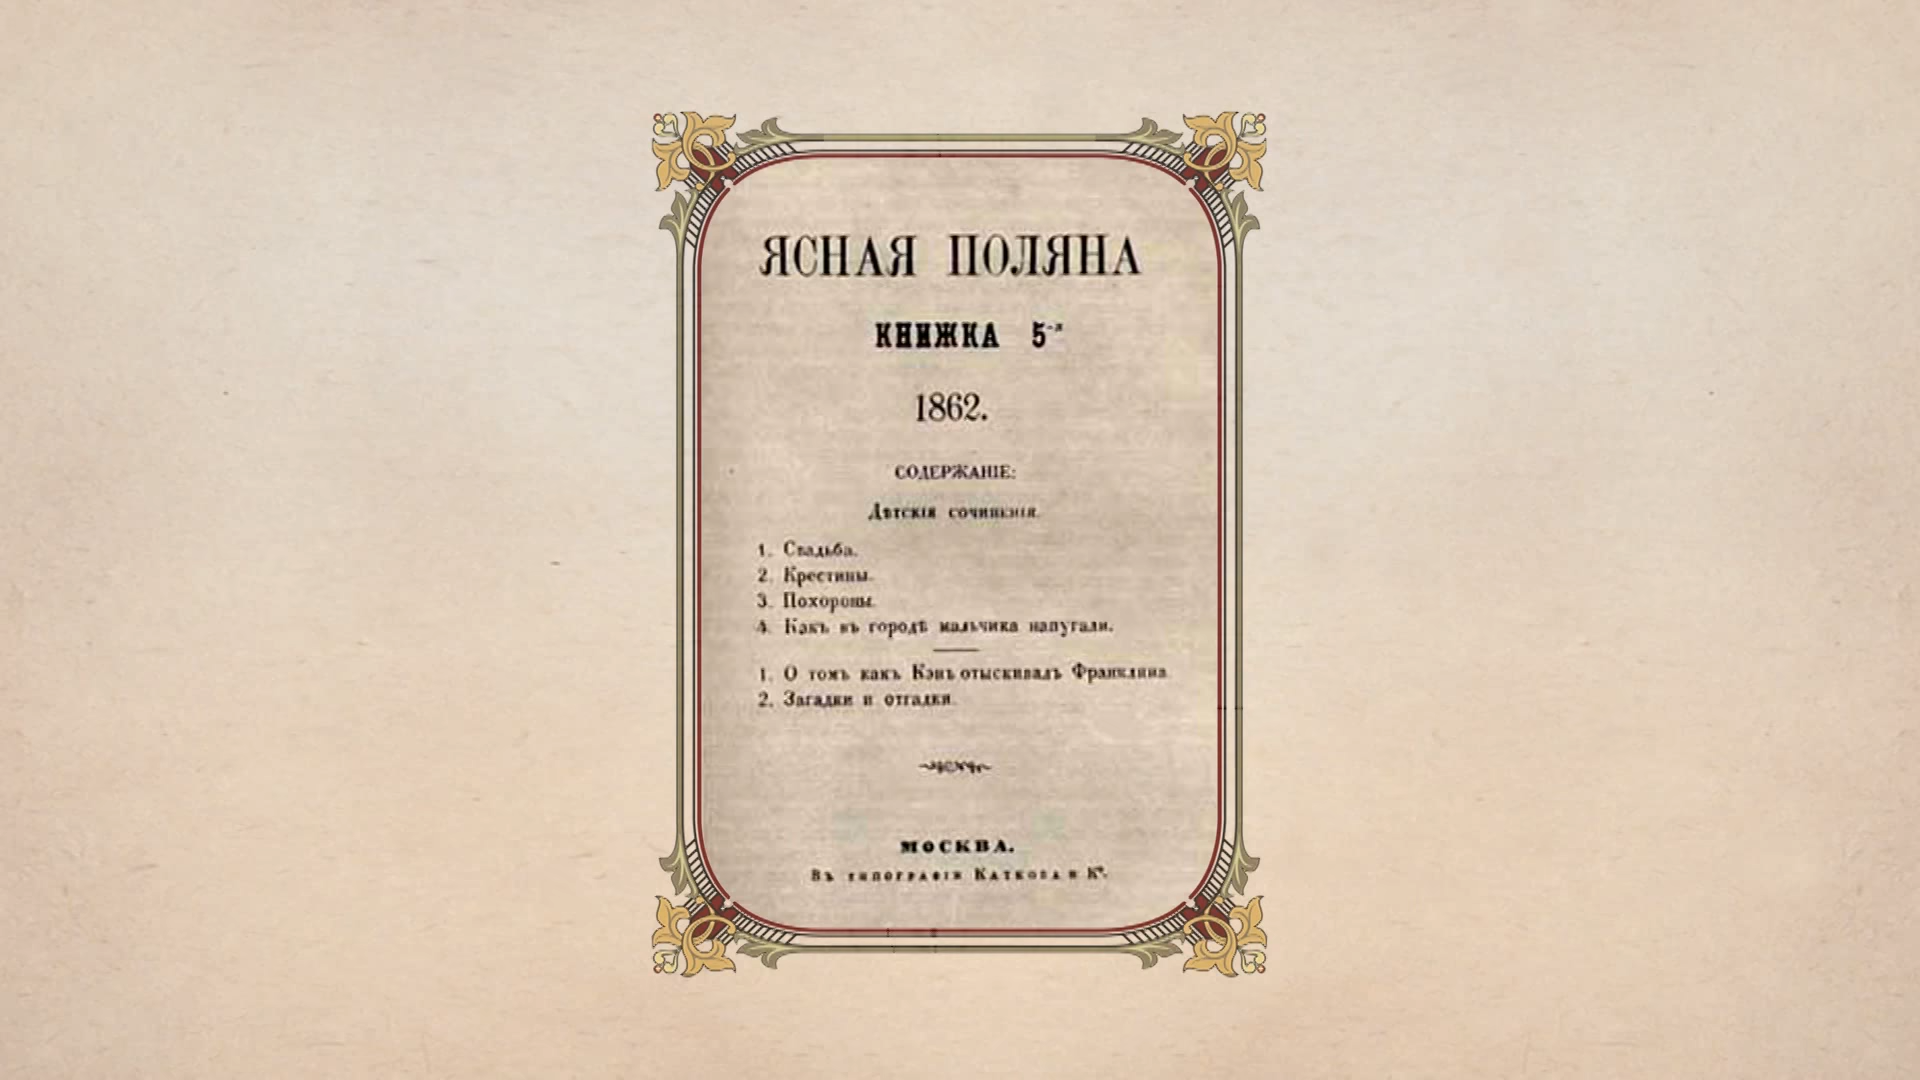 ЯСНАЯ ПОЛЯНА
КНИЖКА 5-я
1862.
СОДЕРЖАНІЕ:
Дѣтскія сочиненія.
1. Свадьба.
2. Крестины.
3. Похороны.
4. Какъ въ городѣ мальчика напугали.
1. О томъ какъ Кэнъ отыскивалъ Франклина
2. Загадки и отгадки.
МОСКВА.
Въ типографіи Каткова и Кº.